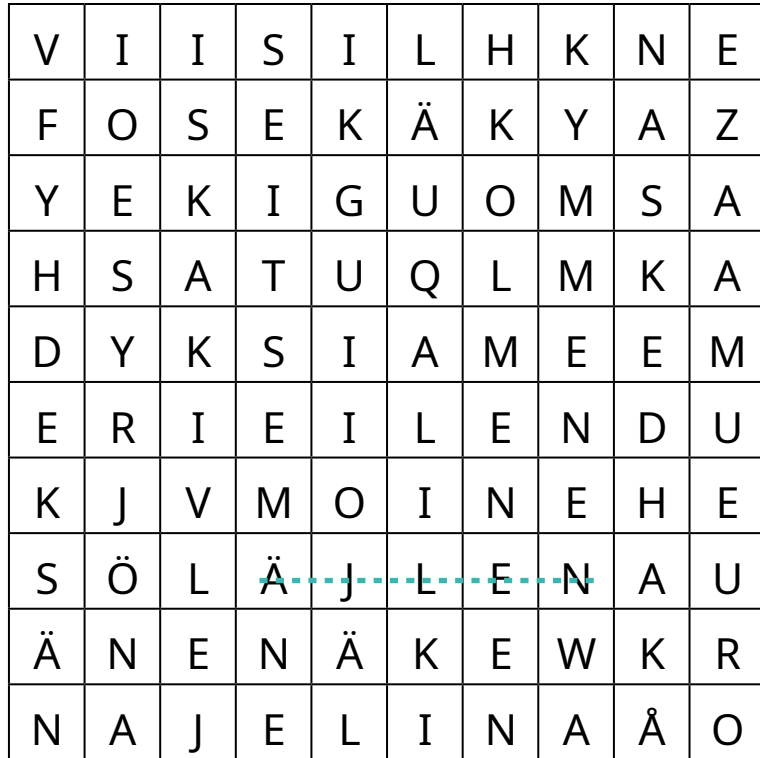 V I I S I L H K N E
F O S E K Ä K Y A Z
Y E K I G U O M S A
H S A T U Q L M K A
D Y K S I A M E E M
E R I E I L E N D U
K J V M O I N E H E
S Ö L Ä J L E N A U
Ä N E N Ä K E W K R
N A J E L I N A Å O